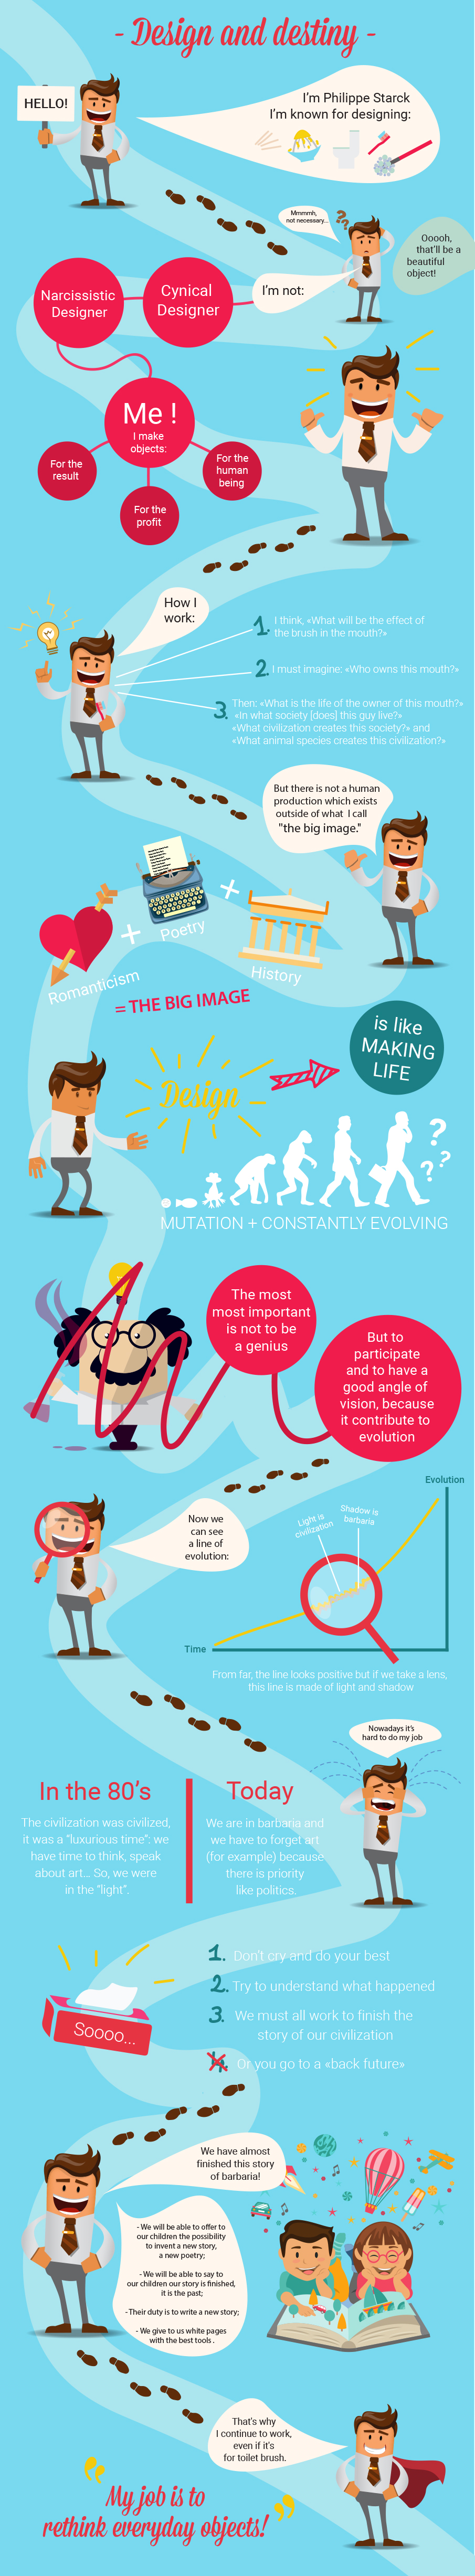 - Design and destiny -
HELLO!
I'm Philippe Starck
I'm known for designing:
Mmmmh,
not necessary...
??
Ooooh,
that'll be a
beautiful
object!
I'm not:
Cynical
Designer
Narcissistic
Designer
Me !
I make
objects:
For the
result
For the
profit
For the
human
being
How I
work:
1. I think, «What will be the effect of
the brush in the mouth?»
2. I must imagine: «Who owns this mouth?»
3. Then: «What is the life of the owner of this mouth?»
«In what society [does] this guy live?»
«What civilization creates this society?» and
«What animal species creates this civilization?»
But there is not a human
production which exists
outside of what I call
"the big image."
Romanticism
+
Poetry
+
History
= THE BIG IMAGE
Design
is like
MAKING
LIFE
? ? ?
MUTATION + CONSTANTLY EVOLVING
The most
most important
is not to be
a genius
But to
participate
and to have a
good angle of
vision, because
it contribute to
evolution
Now we
can see
a line of
evolution:
Evolution
Light is
civilization
Shadow is
barbaria
Time
From far, the line looks positive but if we take a lens,
this line is made of light and shadow
Nowadays it's
hard to do my job
In the 80's
The civilization was civilized,
it was a "luxurious time": we
have time to think, speak
about art... So, we were
in the "light".
Today
We are in barbaria and
we have to forget art
(for example) because
there is priority
like politics.
Soooo...
1. Don't cry and do your best
2. Try to understand what happened
3. We must all work to finish the
story of our civilization
4. Or you go to a «back future»
We have almost
finished this story
of barbaria!
- We will be able to offer to
our children the possibility
to invent a new story,
a new poetry;
- We will be able to say to
our children our story is finished,
it is the past;
- Their duty is to write a new story;
- We give to us white pages
with the best tools .
That's why
I continue to work,
even if it's
for toilet brush.
" My job is to
rethink everyday objects! "